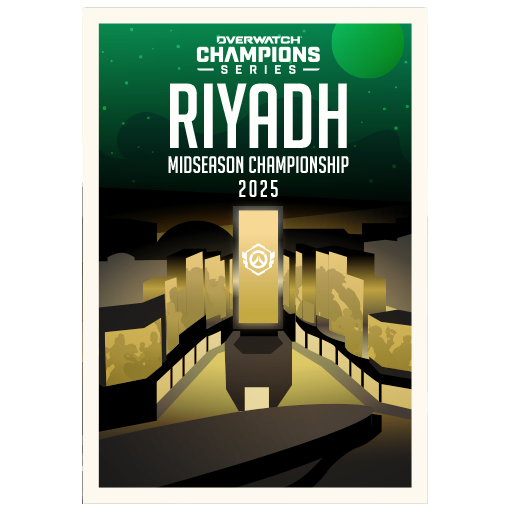 OVERWATCH
CHAMPIONS
SERIES
RIYADH
MIDSEASON CHAMPIONSHIP
2025